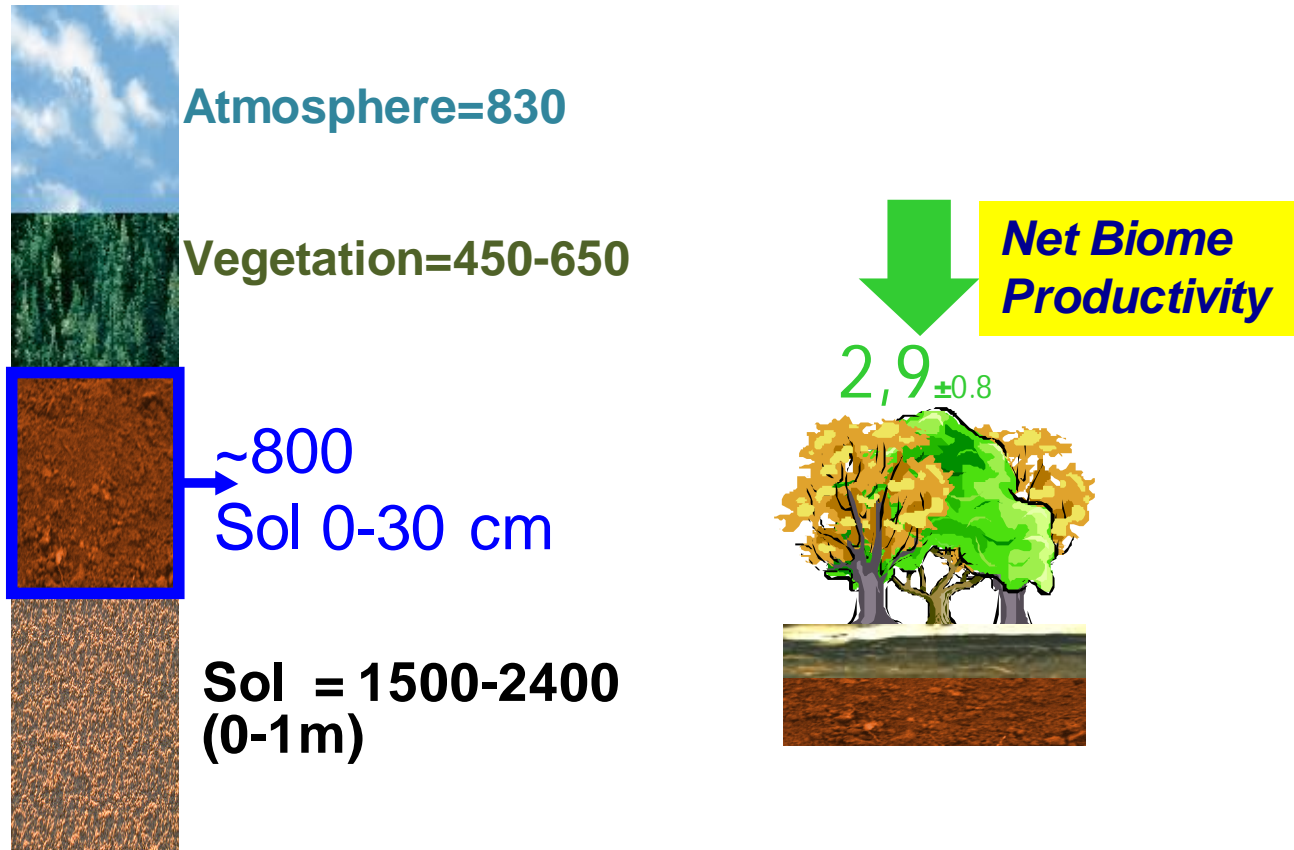 Atmosphere=830
Vegetation=450-650
~800
Sol 0-30 cm
Sol = 1500-2400
(0-1m)
Net Biome
Productivity
2,9±0.8